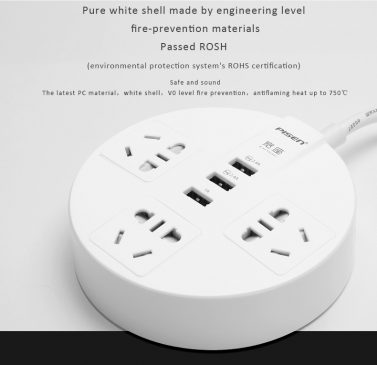 Pure white shell made by engineering level
fire-prevention materials
Passed ROSH
(environmental protection system's ROHS certification)
Safe and sound
The latest PC material, white shell, V0 level fire prevention, antiflaming heat up to 750℃
PISEN